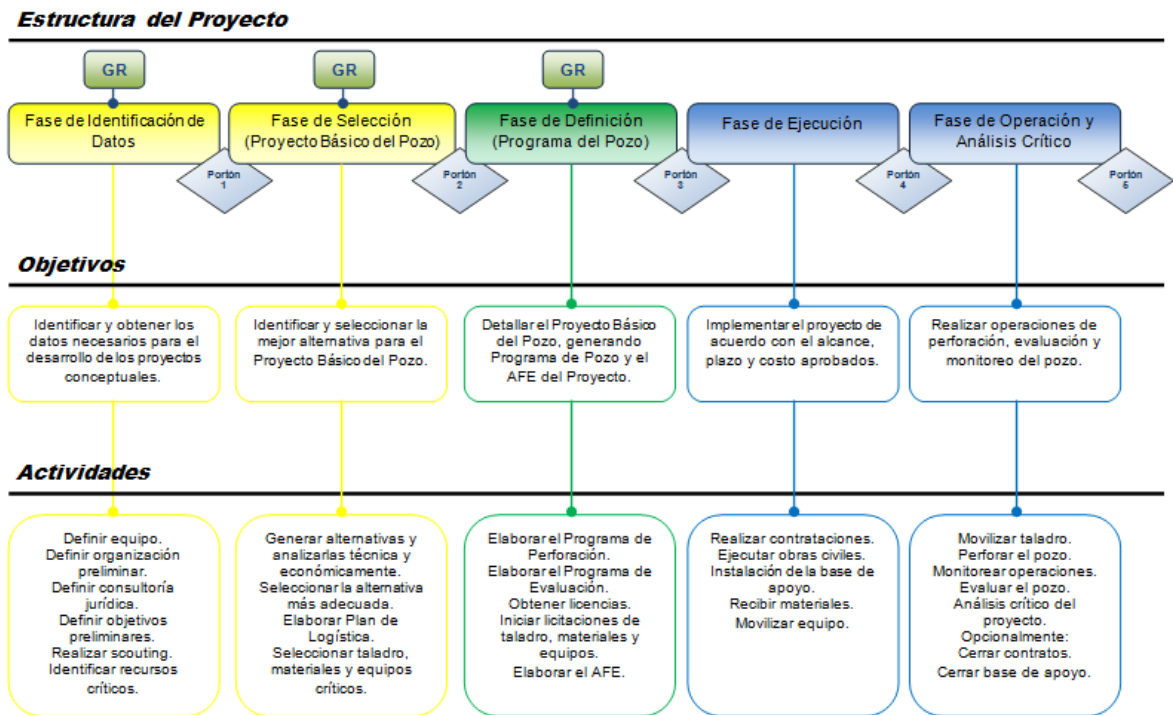 Estructura del Proyecto
GR
GR
GR
Fase de Identificación de
Datos
Portón
1
Fase de Selección
(Proyecto Básico del Pozo)
Portón
2
Fase de Definición
(Programa del Pozo)
Portón
3
Fase de Ejecución
Portón
4
Fase de Operación y
Análisis Crítico
Portón
5
Objetivos
Identificar y obtener los
datos necesarios para el
desarrollo de los proyectos
conceptuales.
Identificar y seleccionar la
mejor alternativa para el
Proyecto Básico del Pozo.
Detallar el Proyecto Básico
del Pozo, generando
Programa de Pozo y el
AFE del Proyecto.
Implementar el proyecto de
acuerdo con el alcance,
plazo y costo aprobados.
Realizar operaciones de
perforación, evaluación y
monitoreo del pozo.
Actividades
Definir equipo.
Definir organización
preliminar.
Definir consultoría
jurídica.
Definir objetivos
preliminares.
Realizar scouting.
Identificar recursos
críticos.
Generar alternativas y
analizarlas técnica y
económicamente.
Seleccionar la alternativa
más adecuada.
Elaborar Plan de
Logística.
Seleccionar taladro,
materiales y equipos
críticos.
Elaborar el Programa de
Perforación.
Elaborar el Programa de
Evaluación.
Obtener licencias.
Iniciar licitaciones de
taladro, materiales y
equipos.
Elaborar el AFE.
Realizar contrataciones.
Ejecutar obras civiles.
Instalación de la base de
apoyo.
Recibir materiales.
Movilizar equipo.
Movilizar taladro.
Perforar el pozo.
Monitorear operaciones.
Evaluar el pozo.
Análisis crítico del
proyecto.
Opcionalmente:
Cerrar contratos.
Cerrar base de apoyo.